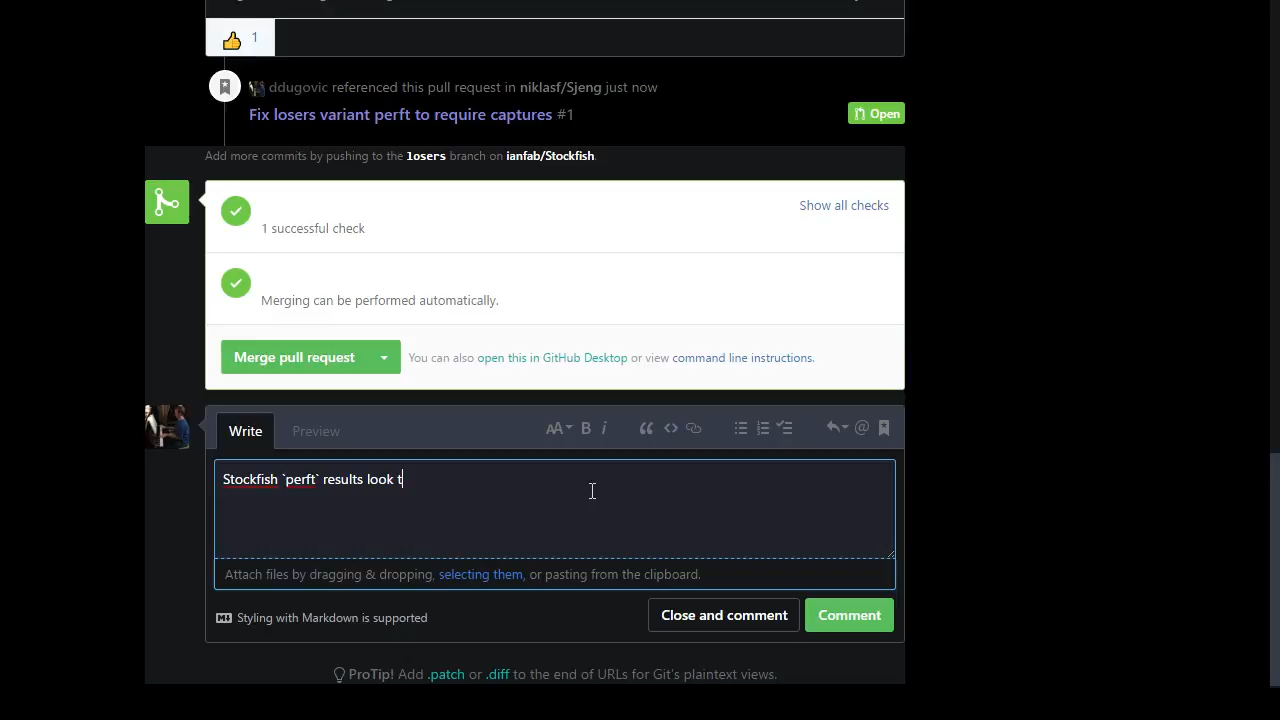 1
ddugovic referenced this pull request in niklasf/Sjeng just now
Fix losers variant perft to require captures #1
Open
Add more commits by pushing to the losers branch on ianfab/Stockfish.
Show all checks
1 successful check
Merging can be performed automatically.
Merge pull request
You can also open this in GitHub Desktop or view command line instructions.
Write
Preview
AA B i
Stockfish `perft` results look t
Attach files by dragging & dropping, selecting them, or pasting from the clipboard.
Styling with Markdown is supported
Close and comment
Comment
ProTip! Add .patch or .diff to the end of URLs for Git's plaintext views.